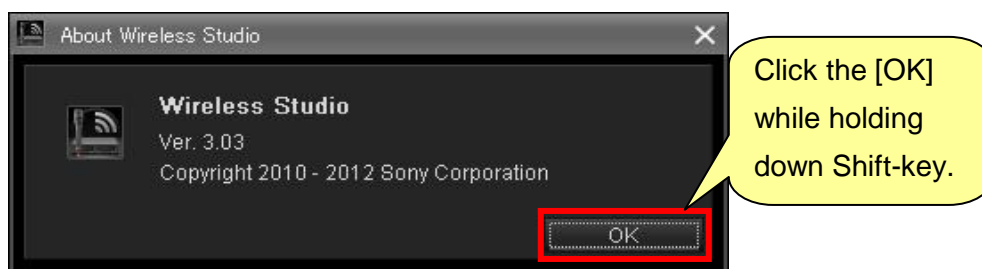 About Wireless Studio
Wireless Studio
Ver. 3.03
Copyright 2010 - 2012 Sony Corporation
OK
Click the [OK]
while holding
down Shift-key.